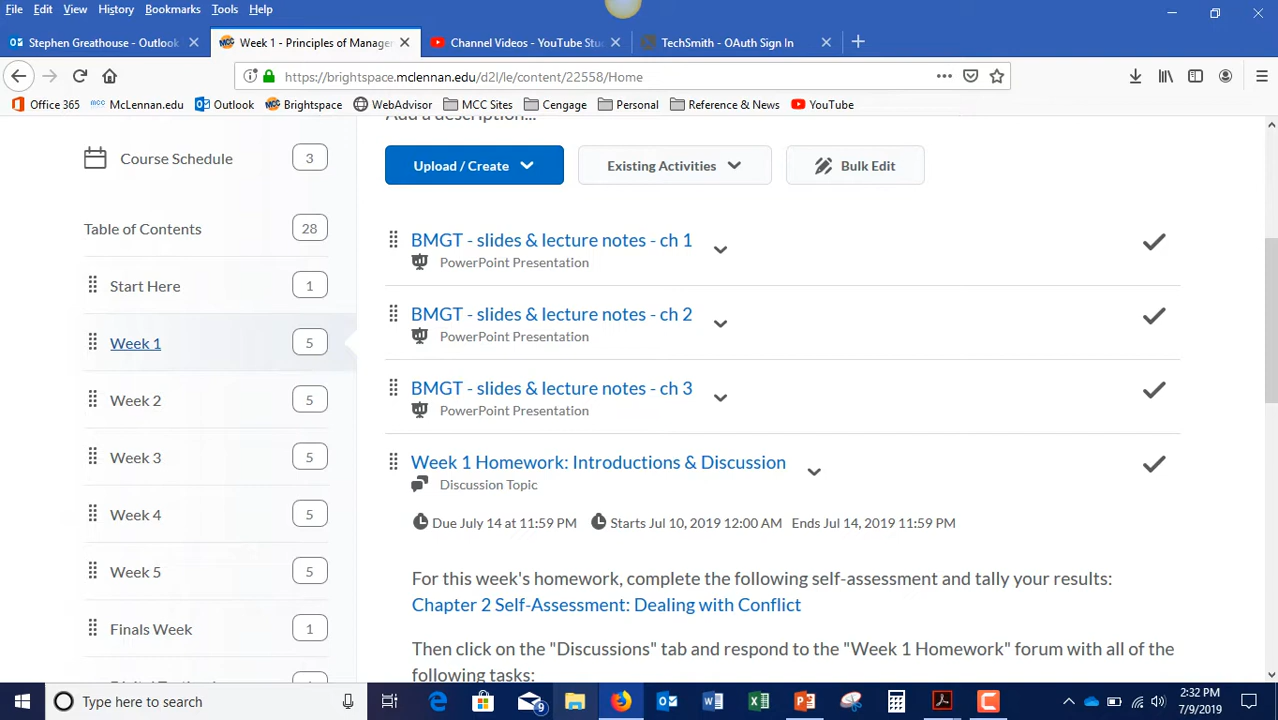 File Edit View History Bookmarks Tools Help
Stephen Greathouse - Outlook
Week 1 - Principles of Manager
Channel Videos - YouTube Stu
TechSmith - OAuth Sign In
https://brightspace.mclennan.edu/d2l/le/content/22558/Home
Office 365 mcc McLennan.edu Outlook MCC Brightspace WebAdvisor MCC Sites Cengage Personal Reference & News YouTube
Add a description...
Course Schedule 3
Upload / Create Existing Activities Bulk Edit
Table of Contents 28
Start Here 1
Week 1 5
Week 2 5
Week 3 5
Week 4 5
Week 5 5
Finals Week 1
BMGT - slides & lecture notes - ch 1
PowerPoint Presentation
BMGT - slides & lecture notes - ch 2
PowerPoint Presentation
BMGT - slides & lecture notes - ch 3
PowerPoint Presentation
Week 1 Homework: Introductions & Discussion
Discussion Topic
Due July 14 at 11:59 PM Starts Jul 10, 2019 12:00 AM Ends Jul 14, 2019 11:59 PM
For this week's homework, complete the following self-assessment and tally your results:
Chapter 2 Self-Assessment: Dealing with Conflict
Then click on the "Discussions" tab and respond to the "Week 1 Homework" forum with all of the
following tasks:
Type here to search
9
2:32 PM
7/9/2019